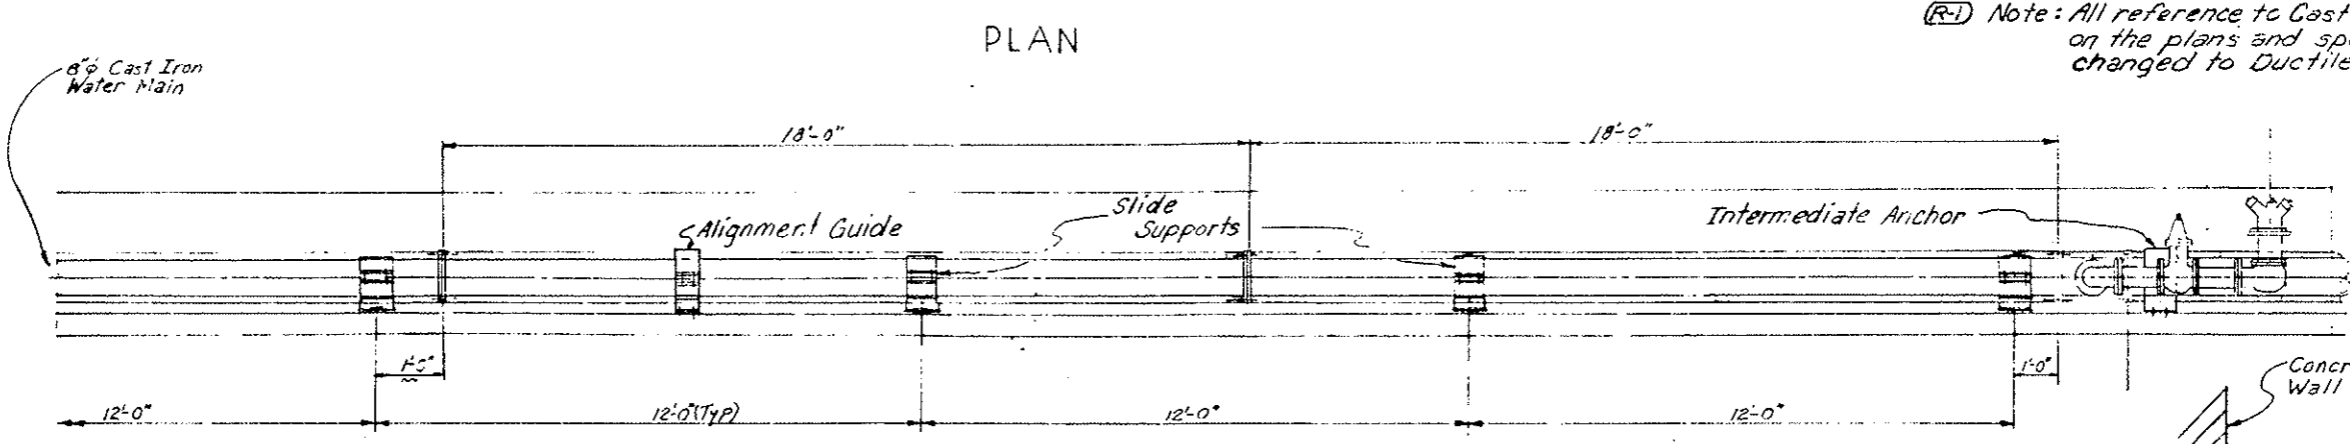 PLAN
(R-1) Note: All reference to Cast
on the plans and sp
changed to Ductile
8"ϕ Cast Iron
Water Main
18'-0"
18'-0"
Alignment Guide
Slide
Supports
Intermediate Anchor
1'-0"
1'-0"
Concr
Wall
12'-0"
12'-0"(Typ)
12'-0"
12'-0"